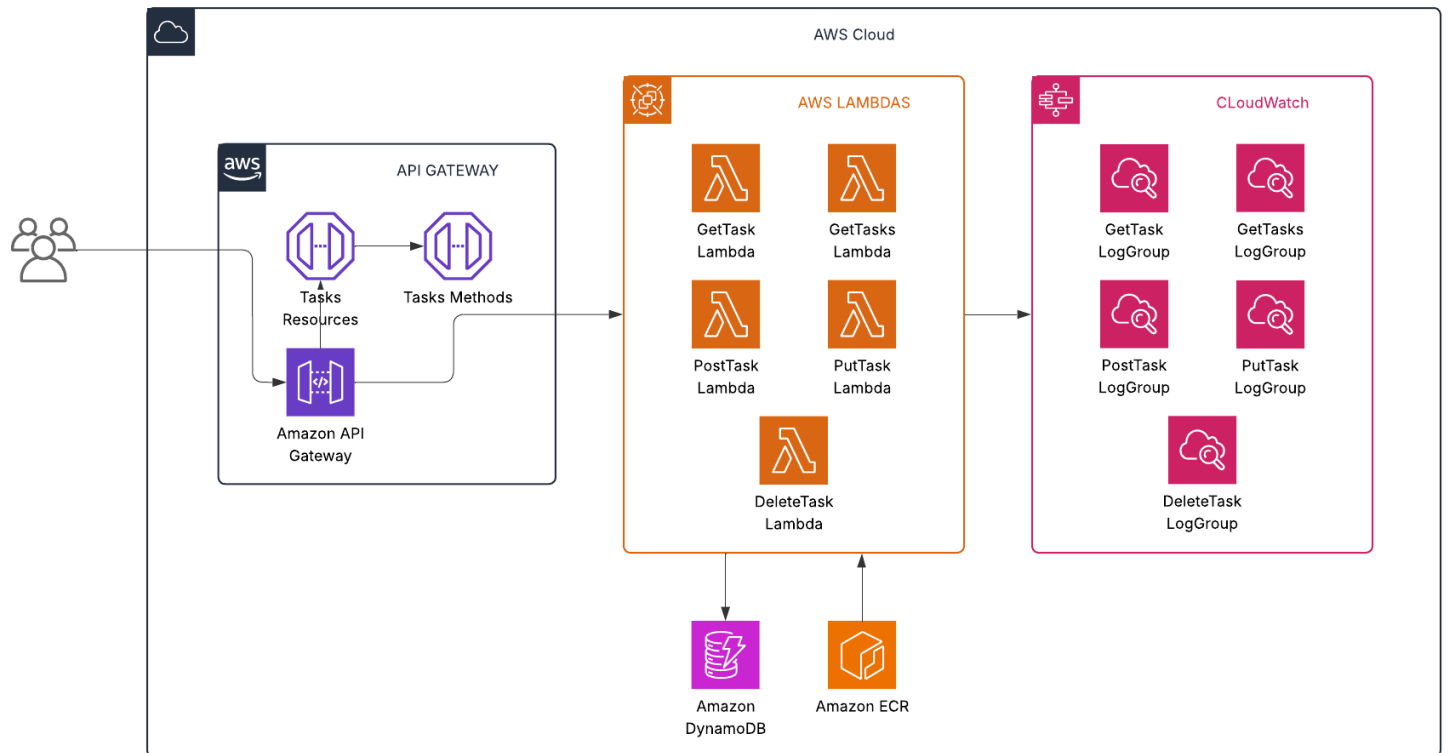 AWS Cloud
AWS LAMBDAS
CLoudWatch
aws
API GATEWAY
GetTask
Lambda
GetTasks
Lambda
GetTask
LogGroup
GetTasks
LogGroup
Tasks
Resources
Tasks Methods
PostTask
Lambda
PutTask
Lambda
PostTask
LogGroup
PutTask
LogGroup
</>
Amazon API
Gateway
DeleteTask
Lambda
DeleteTask
LogGroup
Amazon
DynamoDB
Amazon ECR